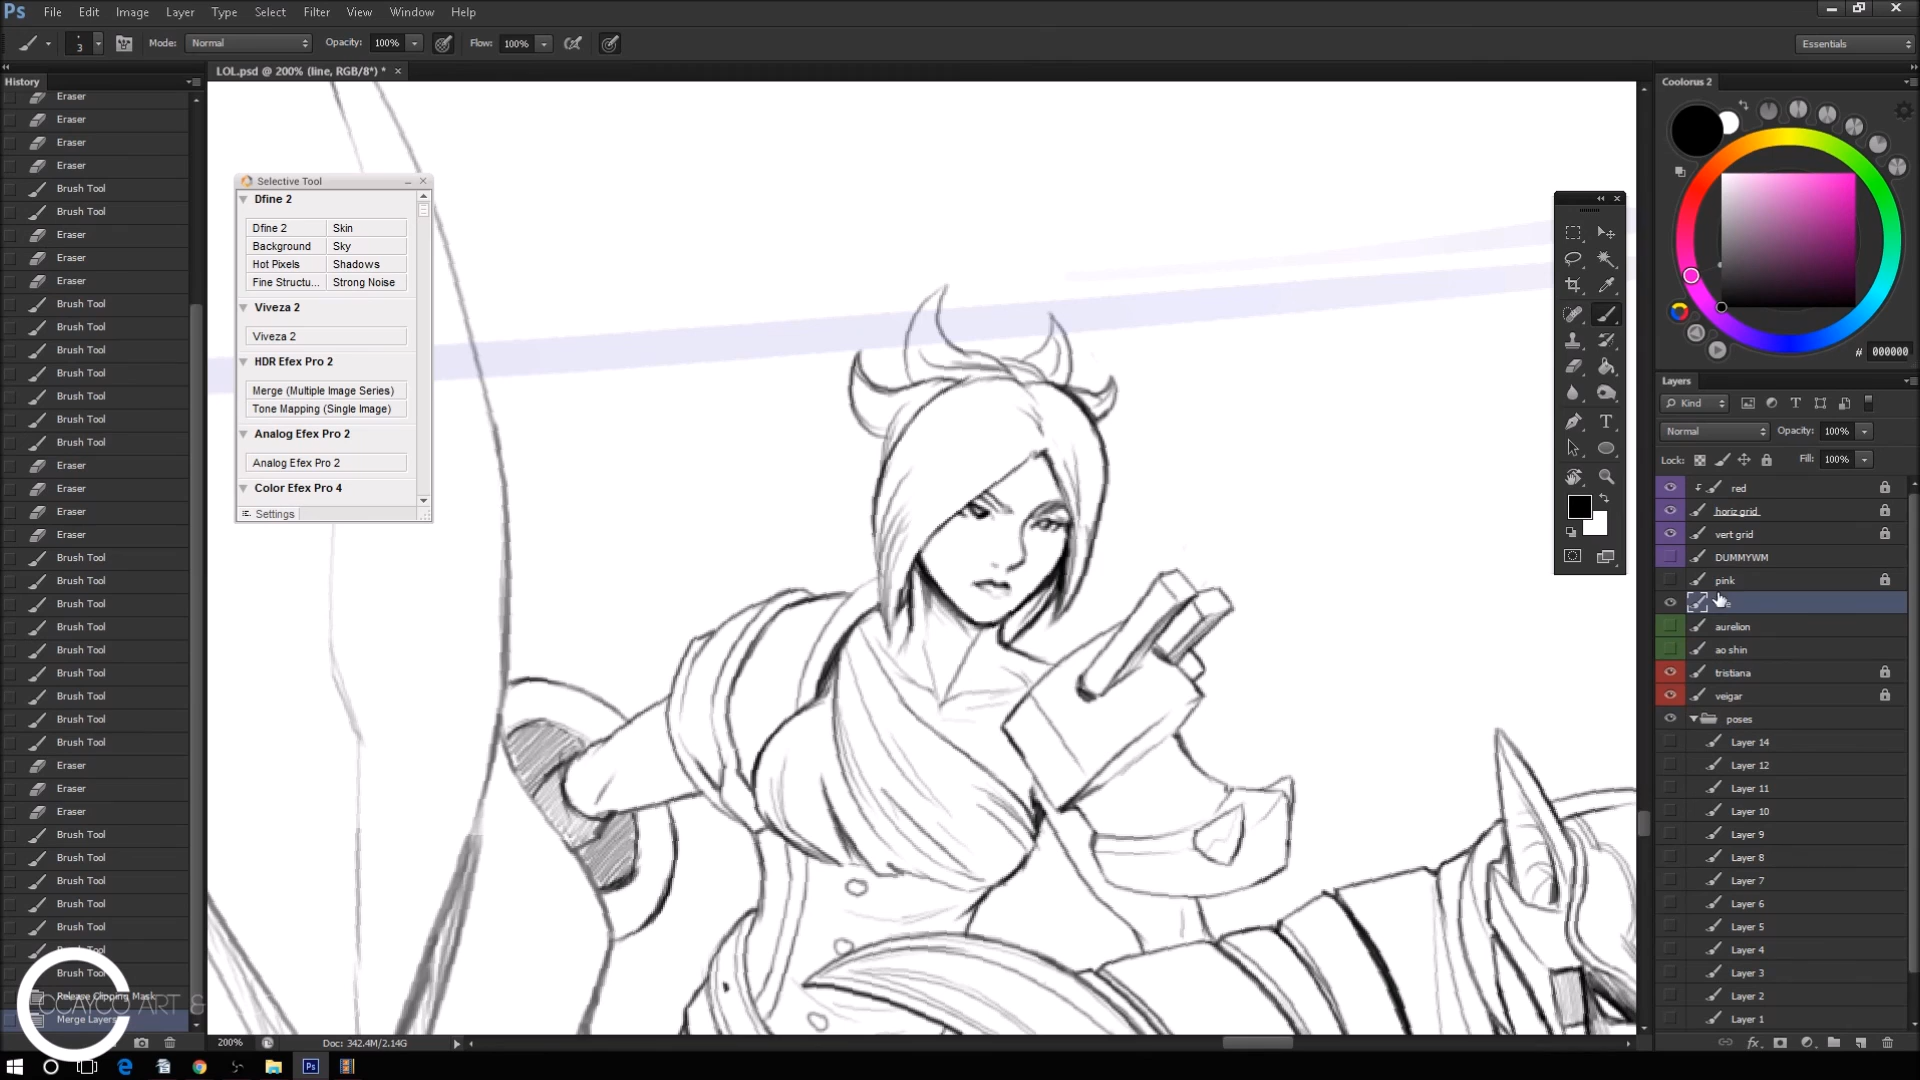 Ps File Edit Image Layer Type Select Filter View Window Help
3 Mode: Normal Opacity: 100% Flow: 100% Essentials
LOL.psd @ 200% (line, RGB/8*) * ×
History
Eraser
Eraser
Eraser
Eraser
Brush Tool
Brush Tool
Eraser
Eraser
Eraser
Brush Tool
Brush Tool
Brush Tool
Brush Tool
Brush Tool
Brush Tool
Brush Tool
Eraser
Eraser
Eraser
Eraser
Brush Tool
Brush Tool
Brush Tool
Brush Tool
Brush Tool
Brush Tool
Brush Tool
Brush Tool
Brush Tool
Eraser
Eraser
Eraser
Brush Tool
Brush Tool
Brush Tool
Brush Tool
Brush Tool
Brush Tool
Brush Tool
Release Clipping Mask
Merge Layers
CCAYCO ART &
Selective Tool
Dfine 2
Dfine 2 Skin
Background Sky
Hot Pixels Shadows
Fine Structu... Strong Noise
Viveza 2
Viveza 2
HDR Efex Pro 2
Merge (Multiple Image Series)
Tone Mapping (Single Image)
Analog Efex Pro 2
Analog Efex Pro 2
Color Efex Pro 4
Settings
Coolorus 2
# 000000
Layers
Kind
Normal Opacity: 100%
Lock: Fill: 100%
red
horiz grid
vert grid
DUMMYWM
pink
aurelion
ao shin
tristiana
veigar
poses
Layer 14
Layer 12
Layer 11
Layer 10
Layer 9
Layer 8
Layer 7
Layer 6
Layer 5
Layer 4
Layer 3
Layer 2
Layer 1
200% Doc: 342.4M/2.14G